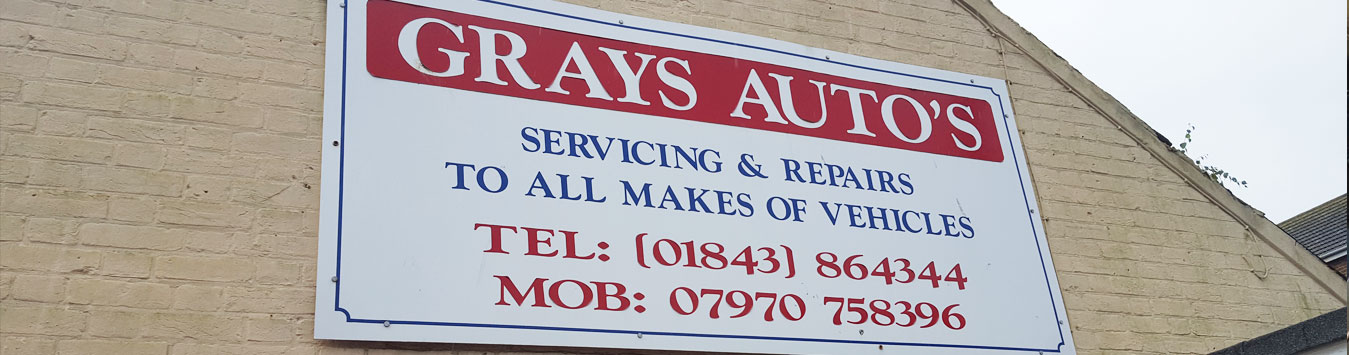 GRAYS AUTO'S
SERVICING & REPAIRS
TO ALL MAKES OF VEHICLES
TEL: (01843) 864344
MOB: 07970 758396